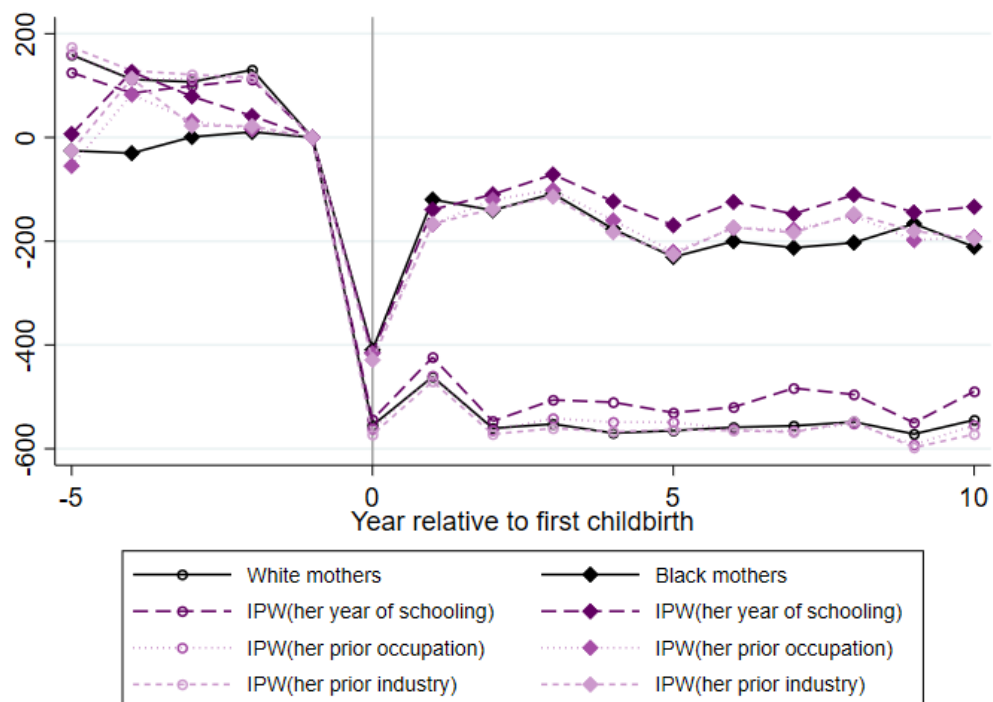 200
0
-200
-400
-600
-5
0
5
10
Year relative to first childbirth
White mothers
Black mothers
IPW(her year of schooling)
IPW(her year of schooling)
IPW(her prior occupation)
IPW(her prior occupation)
IPW(her prior industry)
IPW(her prior industry)